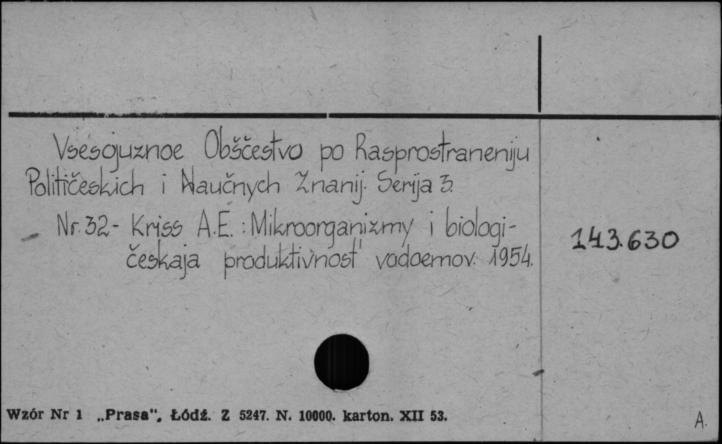 Vsesojuznoe Obščestvo po Rasprostraneniju
Političeskich i Naučnych Znanij. Serija 3.
Nr. 32 - Kriss A.E. : Mikroorganizmy i biologi-
českaja produktivnost' vodoemov. 1954.
143.630
Wzór Nr 1 „Prasa", Łódź. Z 5247. N. 10000. karton. XII 53.
A.